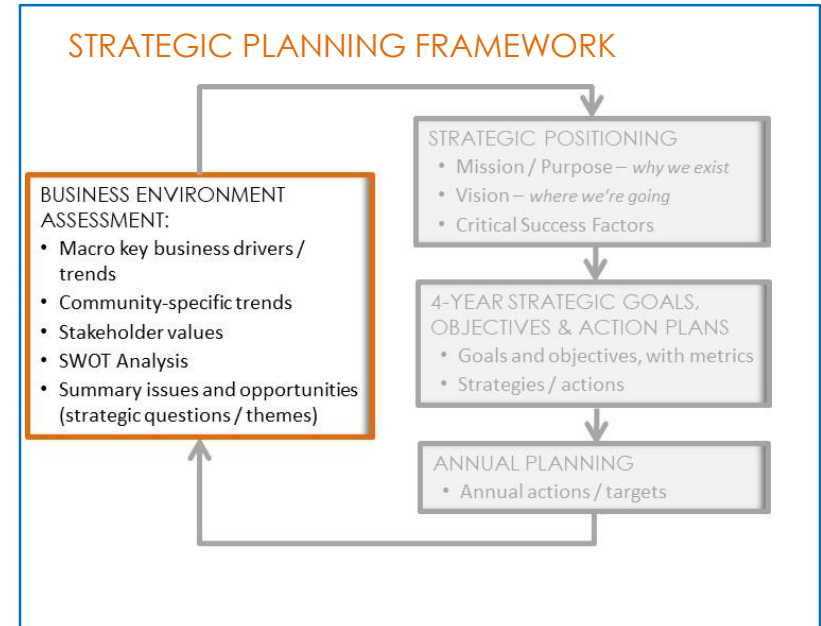 STRATEGIC PLANNING FRAMEWORK
BUSINESS ENVIRONMENT
ASSESSMENT:
• Macro key business drivers /
trends
• Community-specific trends
• Stakeholder values
• SWOT Analysis
• Summary issues and opportunities
(strategic questions / themes)
STRATEGIC POSITIONING
• Mission / Purpose – why we exist
• Vision – where we're going
• Critical Success Factors
4-YEAR STRATEGIC GOALS,
OBJECTIVES & ACTION PLANS
• Goals and objectives, with metrics
• Strategies / actions
ANNUAL PLANNING
• Annual actions / targets